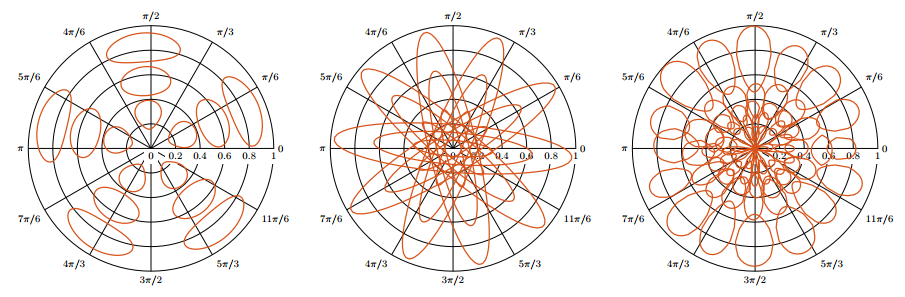 π/2 π/2 π/2
4π/6 π/3 4π/6 π/3 4π/6 π/3
5π/6 π/6 5π/6 π/6 5π/6 π/6
π 0 0.2 0.4 0.6 0.8 1 0 π 0 0.2 0.4 0.6 0.8 1 0 π 0 0.2 0.4 0.6 0.8 1 0
7π/6 11π/6 7π/6 11π/6 7π/6 11π/6
4π/3 5π/3 4π/3 5π/3 4π/3 5π/3
3π/2 3π/2 3π/2